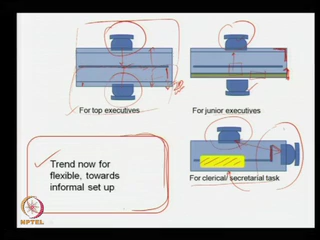 For top executives
For junior executives
Trend now for
flexible, towards
informal set up
For clerical/ secretarial task
NPTEL